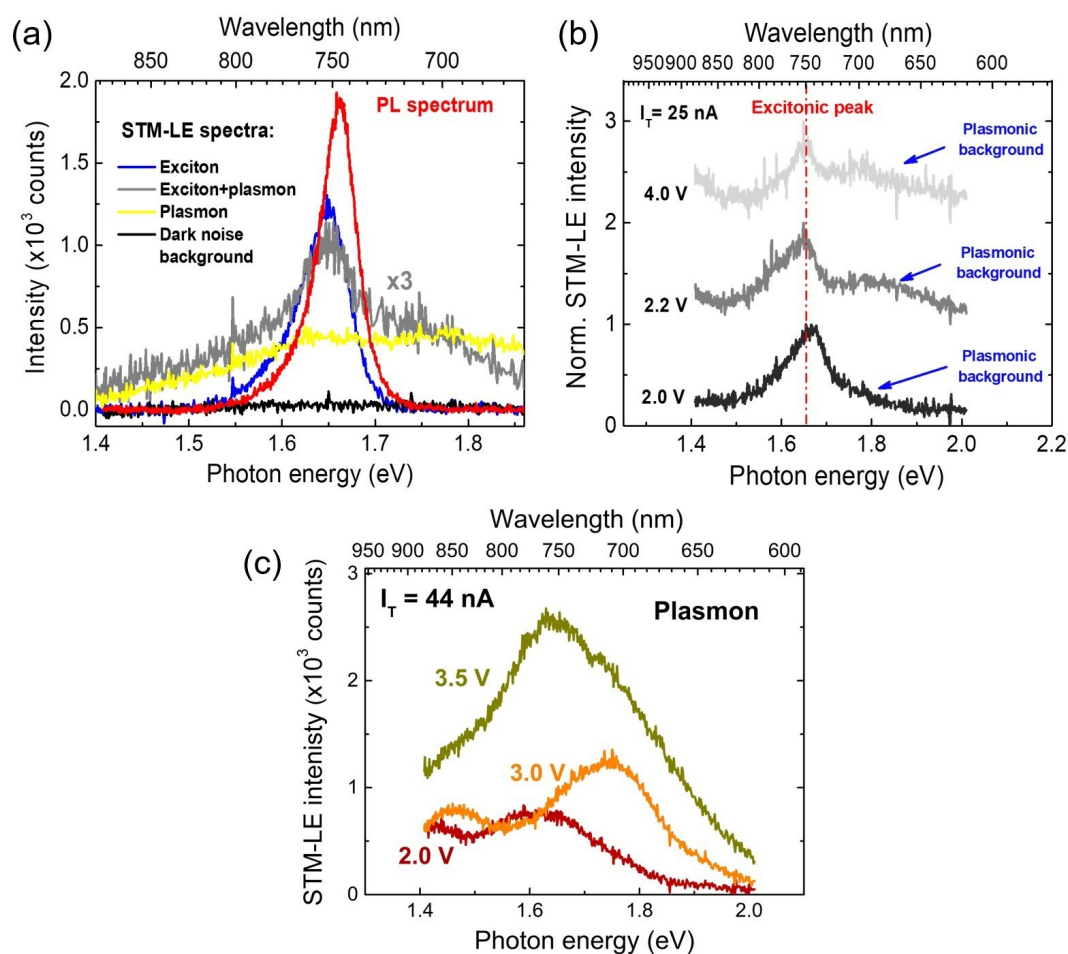 (a)
Wavelength (nm)
850 800 750 700
Intensity (x10³ counts)
2.0
1.5
1.0
0.5
0.0
PL spectrum
STM-LE spectra:
Exciton
Exciton+plasmon
Plasmon
Dark noise
background
x3
1.4 1.5 1.6 1.7 1.8
Photon energy (eV)
(b)
Wavelength (nm)
900 850 800 750 700 650 600
Norm. STM-LE intensity
3
2
1
0
I_T= 25 nA
Excitonic peak
Plasmonic
background
4.0 V
Plasmonic
background
2.2 V
Plasmonic
background
2.0 V
1.4 1.6 1.8 2.0 2.2
Photon energy (eV)
(c)
Wavelength (nm)
950 900 850 800 750 700 650 600
STM-LE intenisty (x10³ counts)
3
2
1
0
I_T = 44 nA
Plasmon
3.5 V
3.0 V
2.0 V
1.4 1.6 1.8 2.0
Photon energy (eV)